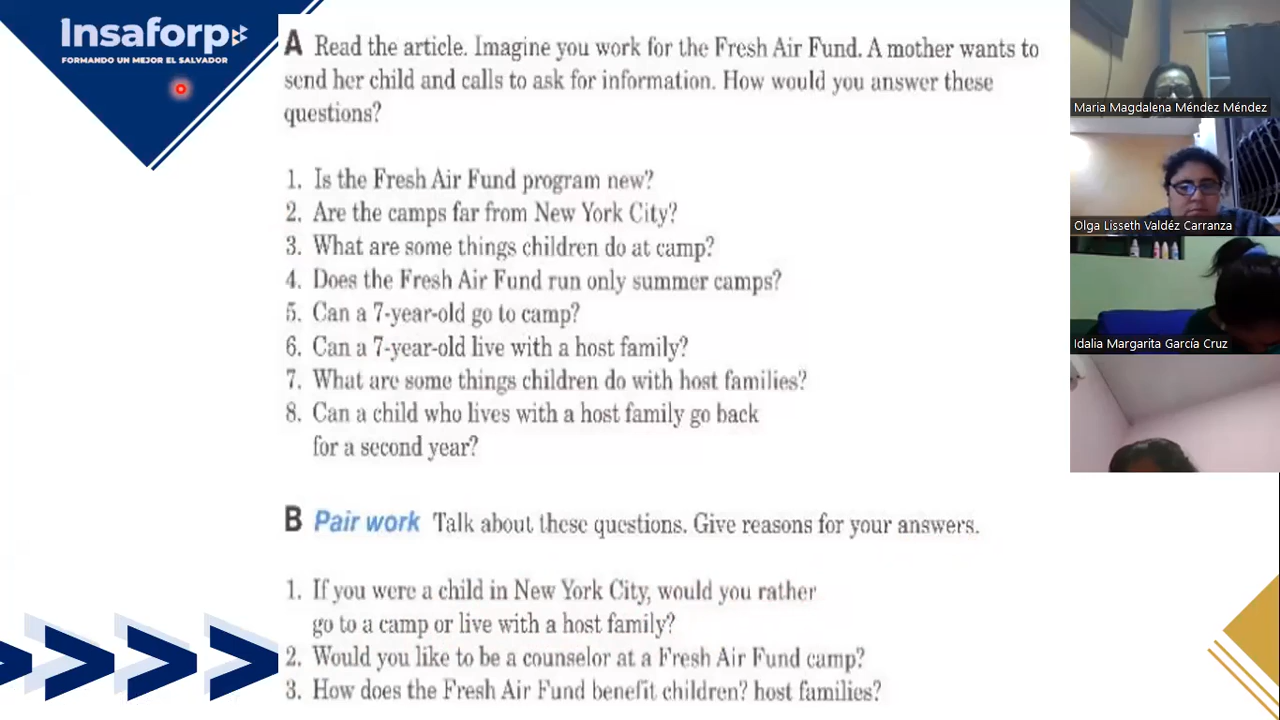 Insaforp
FORMANDO UN MEJOR EL SALVADOR
A Read the article. Imagine you work for the Fresh Air Fund. A mother wants to
send her child and calls to ask for information. How would you answer these
questions?
1. Is the Fresh Air Fund program new?
2. Are the camps far from New York City?
3. What are some things children do at camp?
4. Does the Fresh Air Fund run only summer camps?
5. Can a 7-year-old go to camp?
6. Can a 7-year-old live with a host family?
7. What are some things children do with host families?
8. Can a child who lives with a host family go back
for a second year?
B Pair work Talk about these questions. Give reasons for your answers.
1. If you were a child in New York City, would you rather
go to a camp or live with a host family?
2. Would you like to be a counselor at a Fresh Air Fund camp?
3. How does the Fresh Air Fund benefit children? host families?
Maria Magdalena Méndez Méndez
Olga Lisseth Valdéz Carranza
Idalia Margarita García Cruz